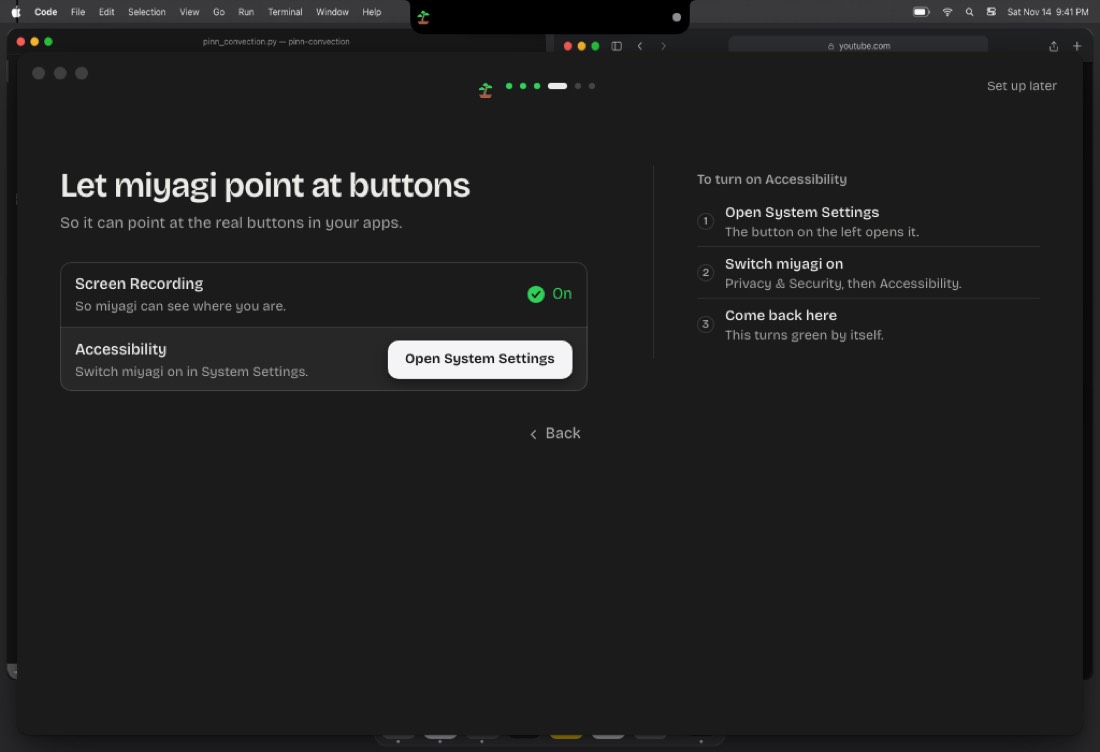 Code File Edit Selection View Go Run Terminal Window Help
Sat Nov 14 9:41 PM
pinn_convection.py — pinn-convection
youtube.com
Set up later
Let miyagi point at buttons
So it can point at the real buttons in your apps.
Screen Recording
So miyagi can see where you are.
On
Accessibility
Switch miyagi on in System Settings.
Open System Settings
Back
To turn on Accessibility
1
Open System Settings
The button on the left opens it.
2
Switch miyagi on
Privacy & Security, then Accessibility.
3
Come back here
This turns green by itself.